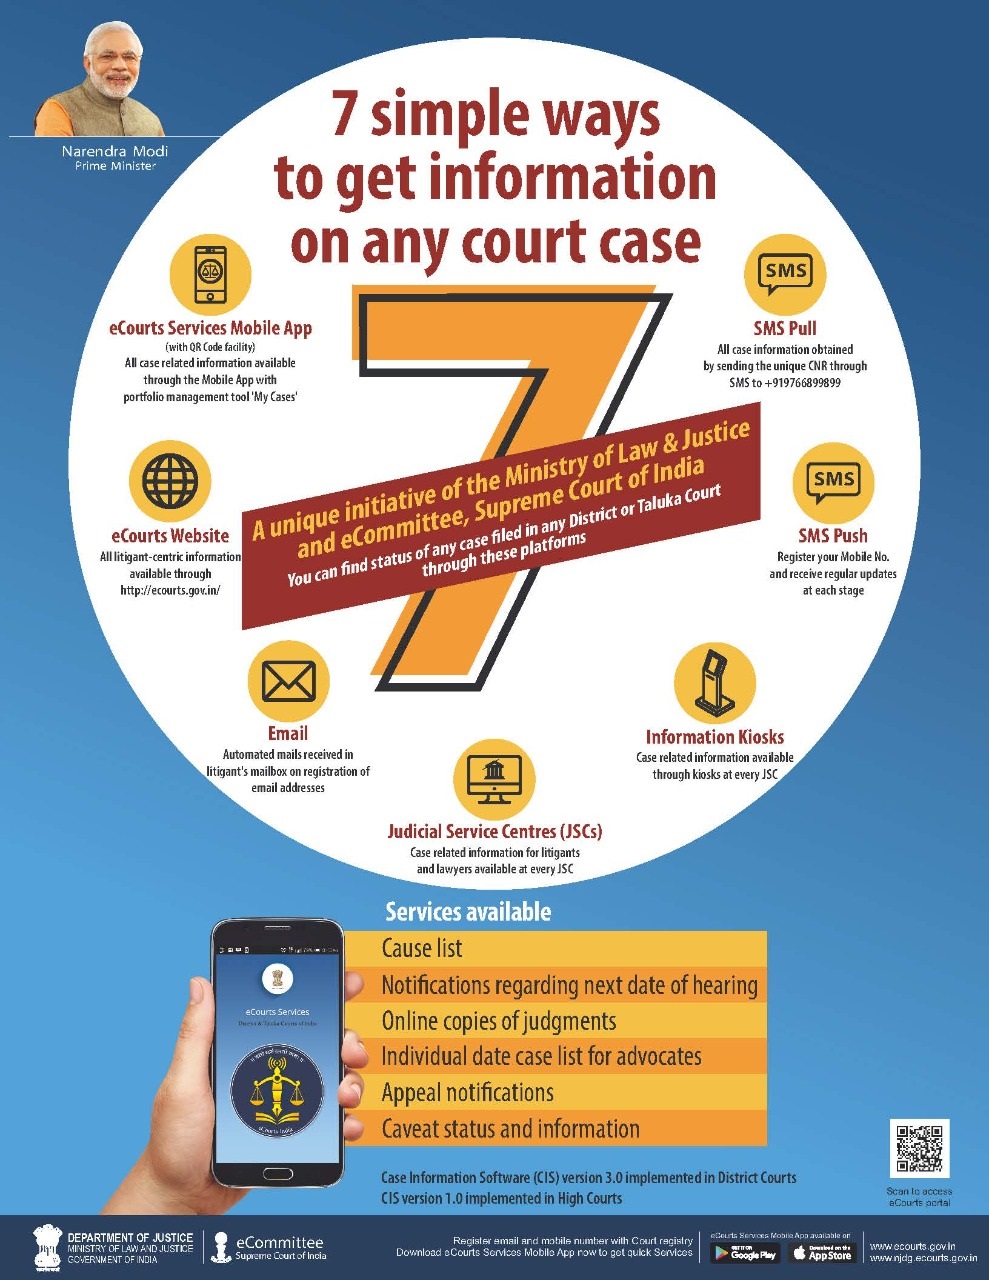 Narendra Modi
Prime Minister
7 simple ways
to get information
on any court case
eCourts Services Mobile App
(with QR Code facility)
All case related information available
through the Mobile App with
portfolio management tool 'My Cases'
SMS
SMS Pull
All case information obtained
by sending the unique CNR through
SMS to +919766899899
A unique initiative of the Ministry of Law & Justice
and eCommittee, Supreme Court of India
You can find status of any case filed in any District or Taluka Court
through these platforms
eCourts Website
All litigant-centric information
available through
http://ecourts.gov.in/
SMS
SMS Push
Register your Mobile No.
and receive regular updates
at each stage
Email
Automated mails received in
litigant's mailbox on registration of
email addresses
Information Kiosks
Case related information available
through kiosks at every JSC
Judicial Service Centres (JSCs)
Case related information for litigants
and lawyers available at every JSC
Services available
Cause list
Notifications regarding next date of hearing
Online copies of judgments
Individual date case list for advocates
Appeal notifications
Caveat status and information
eCourts Services
District & Taluka Courts of India
eCourts India
Case Information Software (CIS) version 3.0 implemented in District Courts
CIS version 1.0 implemented in High Courts
Scan to access
eCourts portal
DEPARTMENT OF JUSTICE
MINISTRY OF LAW AND JUSTICE
GOVERNMENT OF INDIA
eCommittee
Supreme Court of India
Register email and mobile number with Court registry
Download eCourts Services Mobile App now to get quick Services
eCourts Services Mobile App available on
GET IT ON
Google Play
Download on the
App Store
www.ecourts.gov.in
www.njdg.ecourts.gov.in